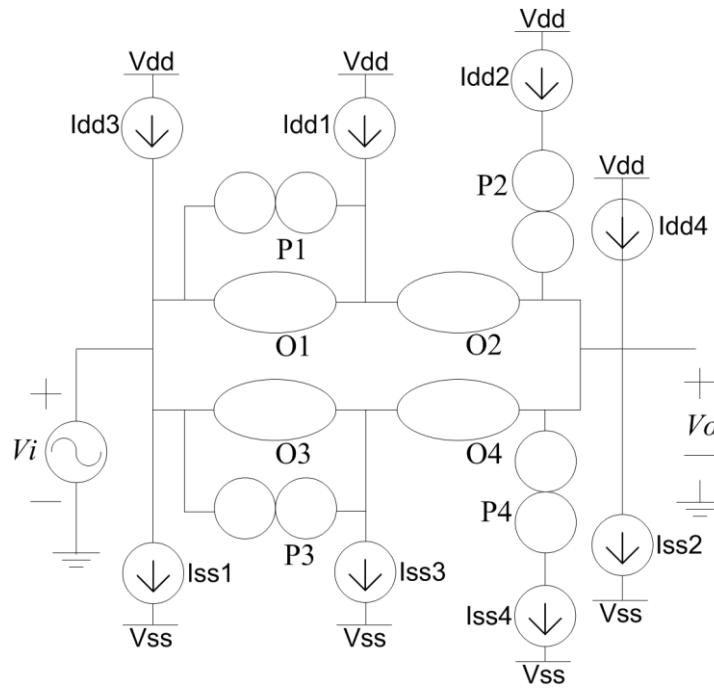 Vdd
Vdd Vdd
Idd2
Idd3 Idd1
P2 Vdd
Idd4
P1
O1 O2
+ +
Vi Vo
− −
O3 O4
P4
P3
Iss1 Iss3 Iss2
Vss Vss Iss4 Vss
Vss